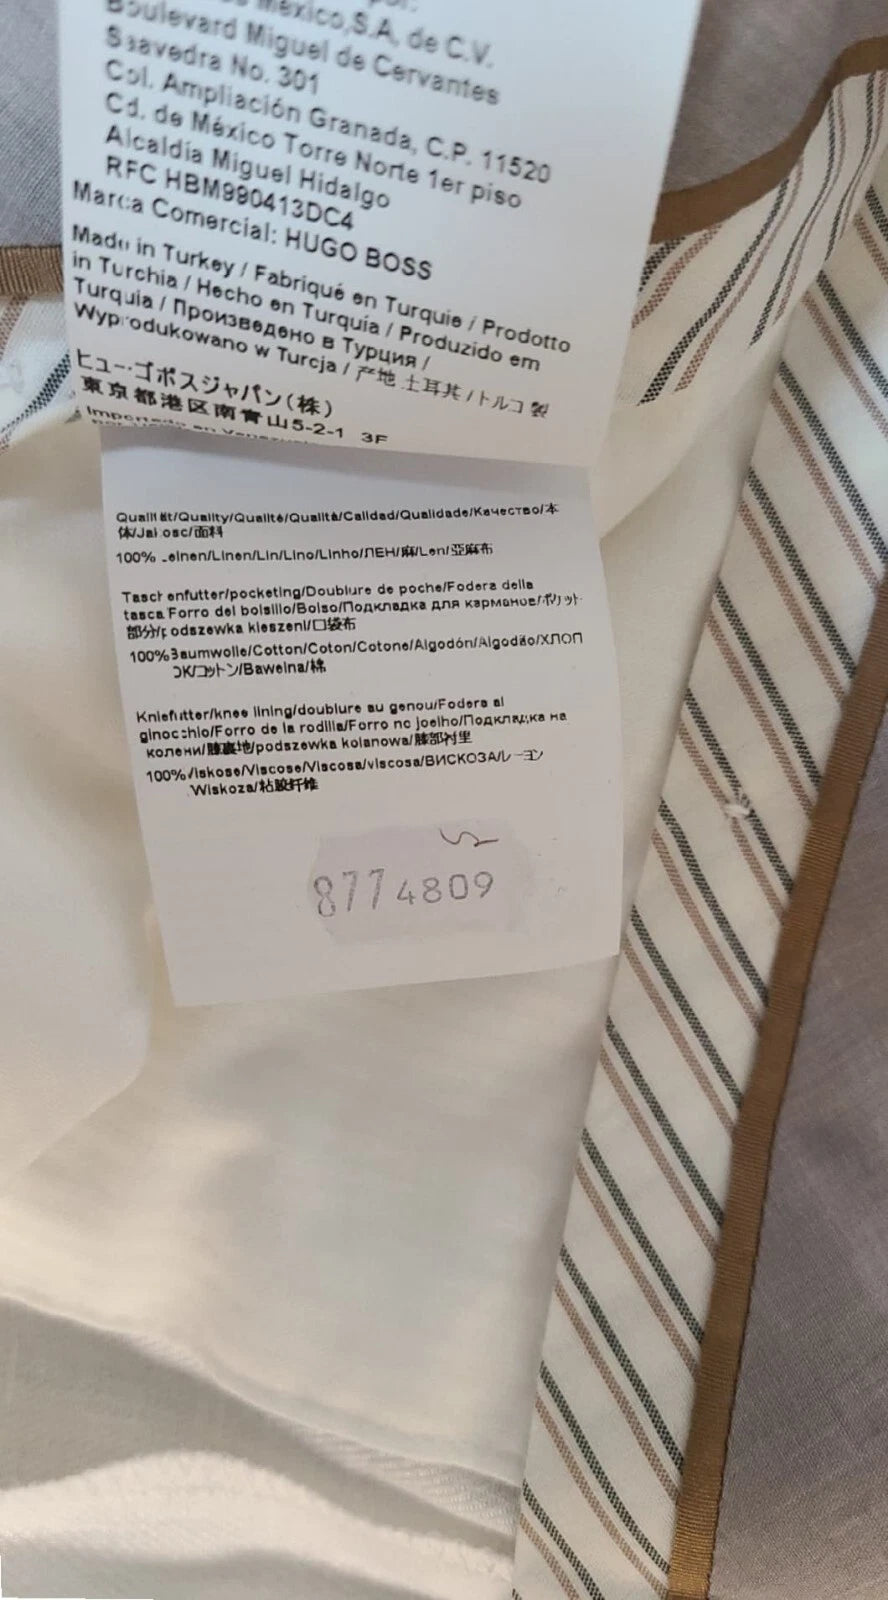 México,S.A. de C.V.
Boulevard Miguel de Cervantes
Saavedra No. 301
Col. Ampliación Granada, C.P. 11520
Cd. de México Torre Norte 1er piso
Alcaldía Miguel Hidalgo
RFC HBM990413DC4
Marca Comercial: HUGO BOSS
Made in Turkey / Fabriqué en Turquie / Prodotto
in Turchia / Hecho en Turquía / Produzido em
Turquia / Произведено в Турция /
Wyprodukowano w Turcja / 产地 土耳其 / トルコ製
ヒューゴボスジャパン(株)
東京都港区南青山5-2-1 3F
Importado
por en
Qualität/Quality/Qualité/Qualità/Calidad/Qualidade/Качество/本
体/Jakosc/面料
100% Leinen/Linen/Lin/Lino/Linho/ЛЕН/麻/Len/亚麻布
Taschenfutter/pocketing/Doublure de poche/Fodera della
tasca Forro del bolsillo/Bolso/Подкладка для карманов/ポケット
部分/podszewka kieszeni/口袋布
100%Baumwolle/Cotton/Coton/Cotone/Algodón/Algodão/ХЛОП
ОК/コットン/Bawelna/棉
Kniefutter/knee lining/doublure au genou/Fodera al
ginocchio/Forro de la rodilla/Forro no joelho/Подкладка на
колени/膝裏地/podszewka kolanowa/膝部衬里
100%Viskose/Viscose/Viscosa/viscosa/ВИСКОЗА/レーヨン
Wiskoza/粘胶纤维
8774809